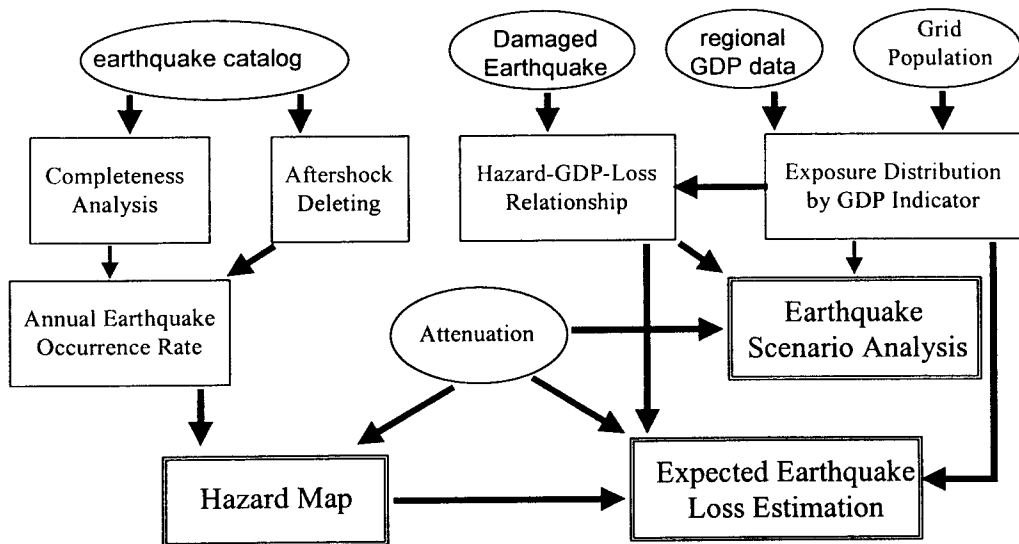 earthquake catalog
Damaged
Earthquake
regional
GDP data
Grid
Population
Completeness
Analysis
Aftershock
Deleting
Hazard-GDP-Loss
Relationship
Exposure Distribution
by GDP Indicator
Annual Earthquake
Occurrence Rate
Attenuation
Earthquake
Scenario Analysis
Hazard Map
Expected Earthquake
Loss Estimation